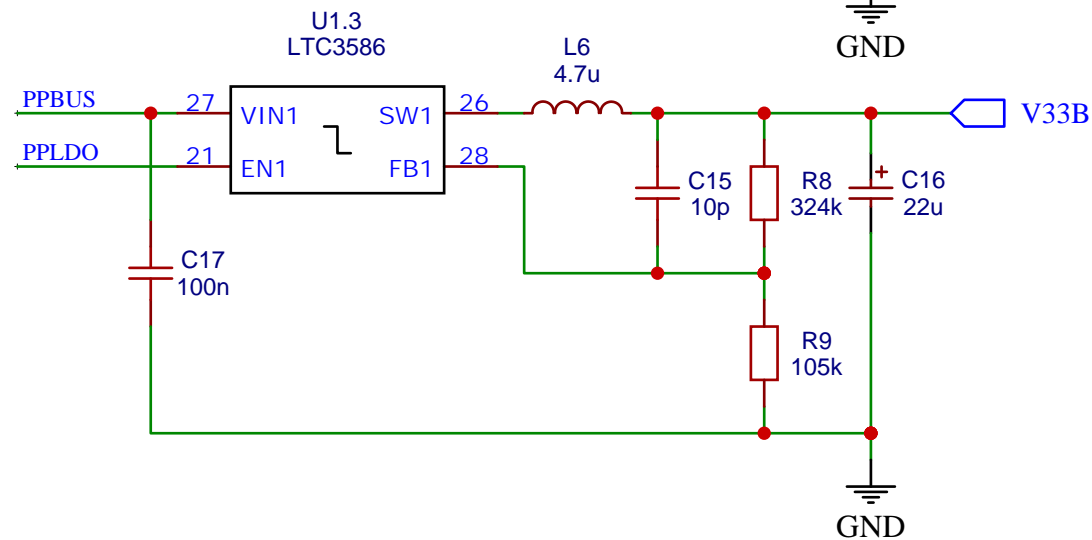 GND
U1.3
LTC3586
L6
4.7u
PPBUS
27
VIN1
SW1
26
V33B
PPLDO
21
EN1
FB1
28
C15
10p
R8
324k
C16
22u
+
C17
100n
R9
105k
GND